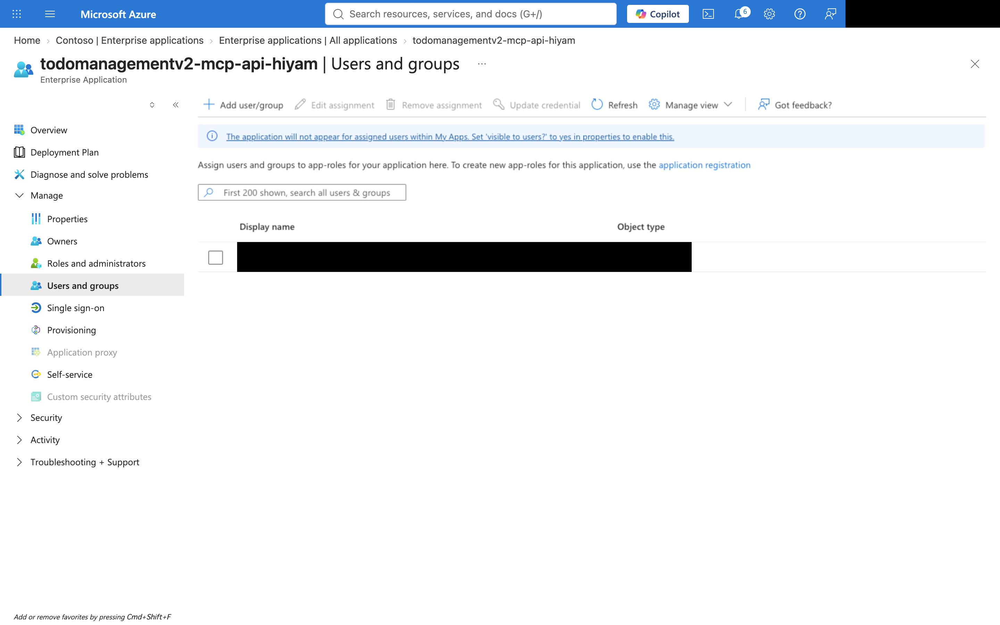 Microsoft Azure
Search resources, services, and docs (G+/)
Copilot
6
Home
Contoso | Enterprise applications
Enterprise applications | All applications
todomanagementv2-mcp-api-hiyam
todomanagementv2-mcp-api-hiyam | Users and groups
Enterprise Application
Add user/group
Edit assignment
Remove assignment
Update credential
Refresh
Manage view
Got feedback?
Overview
Deployment Plan
Diagnose and solve problems
Manage
Properties
Owners
Roles and administrators
Users and groups
Single sign-on
Provisioning
Application proxy
Self-service
Custom security attributes
Security
Activity
Troubleshooting + Support
The application will not appear for assigned users within My Apps. Set 'visible to users?' to yes in properties to enable this.
Assign users and groups to app-roles for your application here. To create new app-roles for this application, use the application registration
First 200 shown, search all users & groups
Display name
Object type
Add or remove favorites by pressing Cmd+Shift+F